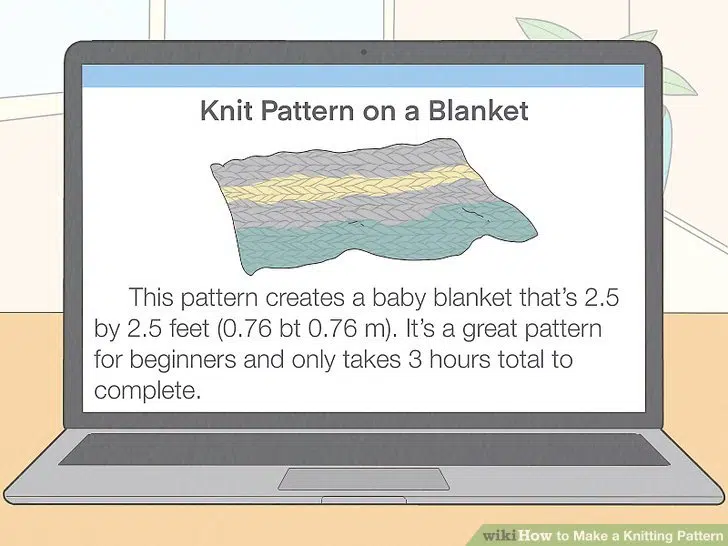 Knit Pattern on a Blanket
This pattern creates a baby blanket that's 2.5
by 2.5 feet (0.76 bt 0.76 m). It's a great pattern
for beginners and only takes 3 hours total to
complete.
wikiHow to Make a Knitting Pattern